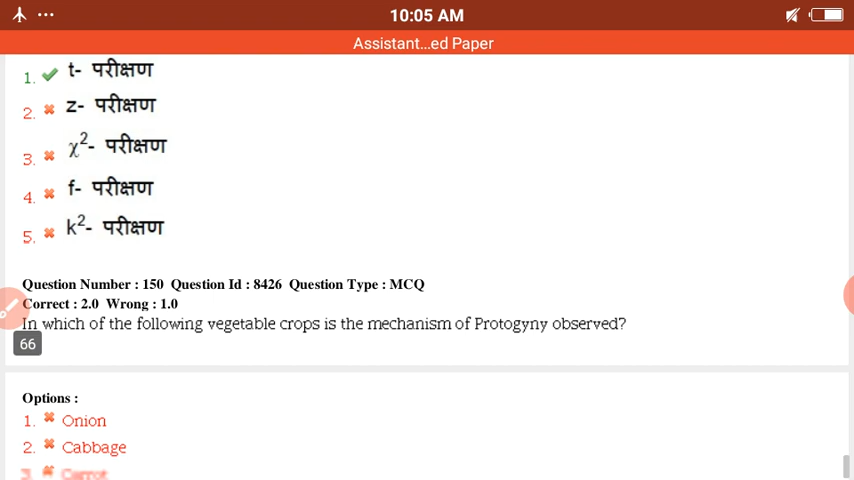 10:05 AM
Assistant...ed Paper
1. t- परीक्षण
2. z- परीक्षण
3. χ²- परीक्षण
4. f- परीक्षण
5. k²- परीक्षण
Question Number : 150 Question Id : 8426 Question Type : MCQ
Correct : 2.0 Wrong : 1.0
In which of the following vegetable crops is the mechanism of Protogyny observed?
66
Options :
1. Onion
2. Cabbage
3. Carrot